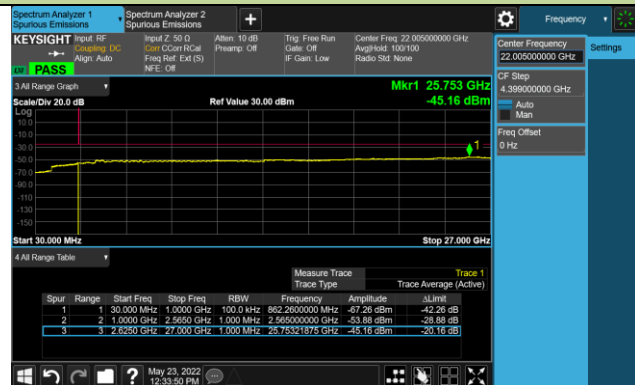 Spectrum Analyzer 1
Spurious Emissions
Spectrum Analyzer 2
Spurious Emissions
+
Frequency
KEYSIGHT
Input: RF
Coupling: DC
Align: Auto
Input Z: 50 Ω
Corr CCorr RCal
Freq Ref: Ext (S)
NFE: Off
Atten: 10 dB
Preamp: Off
Trig: Free Run
Gate: Off
IF Gain: Low
Center Freq: 22.005000000 GHz
Avg|Hold: 100/100
Radio Std: None
PASS
Center Frequency
22.005000000 GHz
Settings
CF Step
4.399000000 GHz
Auto
Man
Freq Offset
0 Hz
3 All Range Graph
Mkr1 25.753 GHz
Scale/Div 20.0 dB
Ref Value 30.00 dBm
-45.16 dBm
Log
10.0
-10.0
-30.0
-50.0
-70.0
-90.0
-110
-130
-150
1
Start 30.000 MHz
Stop 27.000 GHz
4 All Range Table
Measure Trace Trace 1
Trace Type Trace Average (Active)
Spur Range Start Freq Stop Freq RBW Frequency Amplitude ΔLimit
1 1 30.000 MHz 1.0000 GHz 100.0 kHz 862.2600000 MHz -67.26 dBm -42.26 dB
2 2 1.0000 GHz 2.5650 GHz 1.000 MHz 2.565000000 GHz -53.88 dBm -28.88 dB
3 3 2.6250 GHz 27.000 GHz 1.000 MHz 25.75321875 GHz -45.16 dBm -20.16 dB
?
May 23, 2022
12:33:50 PM